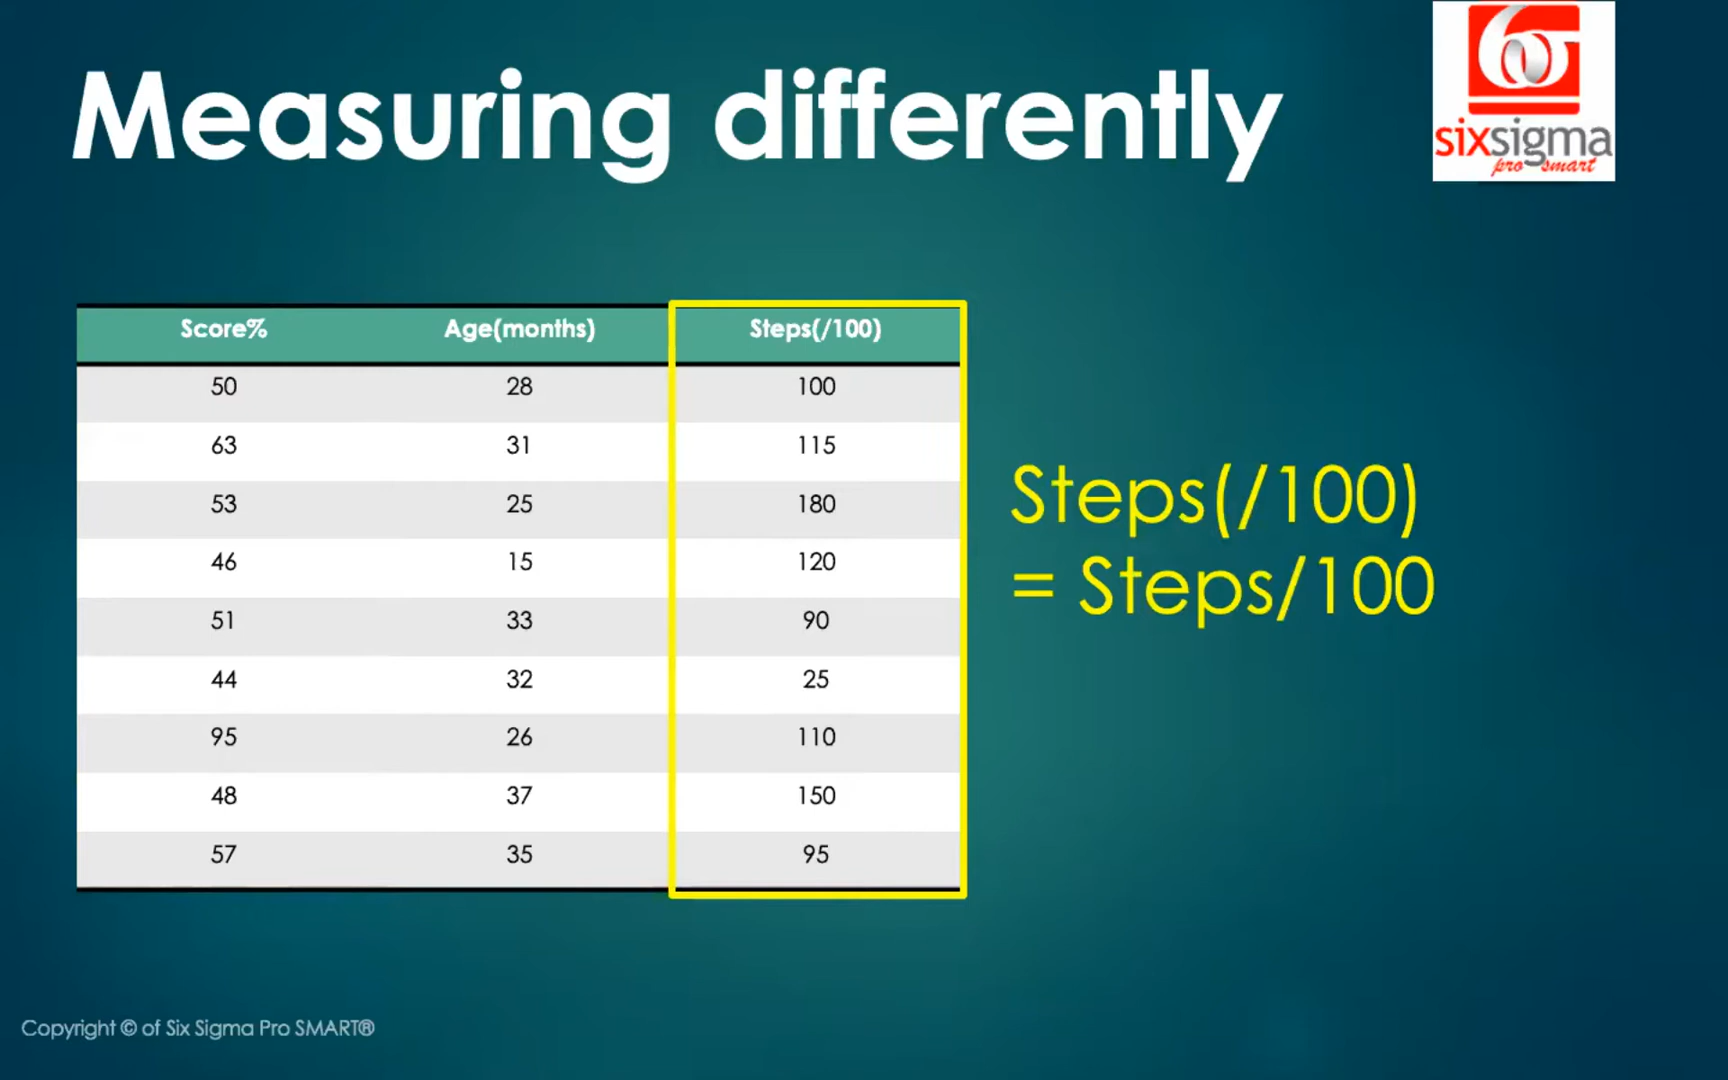 Measuring differently
6σ
sixsigma
pro smart
Score% Age(months) Steps(/100)
50 28 100
63 31 115
53 25 180
46 15 120
51 33 90
44 32 25
95 26 110
48 37 150
57 35 95
Steps(/100)
= Steps/100
Copyright © of Six Sigma Pro SMART®